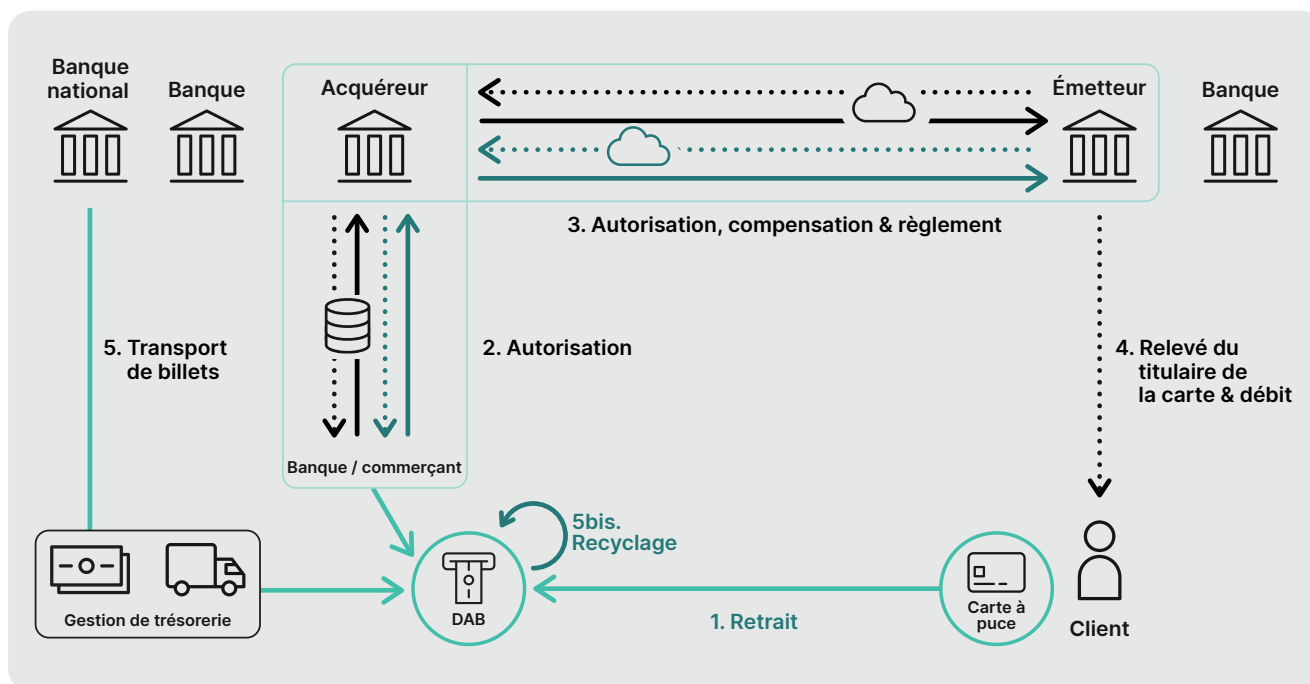 Banque
national
Banque
Acquéreur
Émetteur
Banque
3. Autorisation, compensation & règlement
5. Transport
de billets
2. Autorisation
4. Relevé du
titulaire de
la carte & débit
Banque / commerçant
5bis.
Recyclage
Gestion de trésorerie
DAB
1. Retrait
Carte à
puce
Client